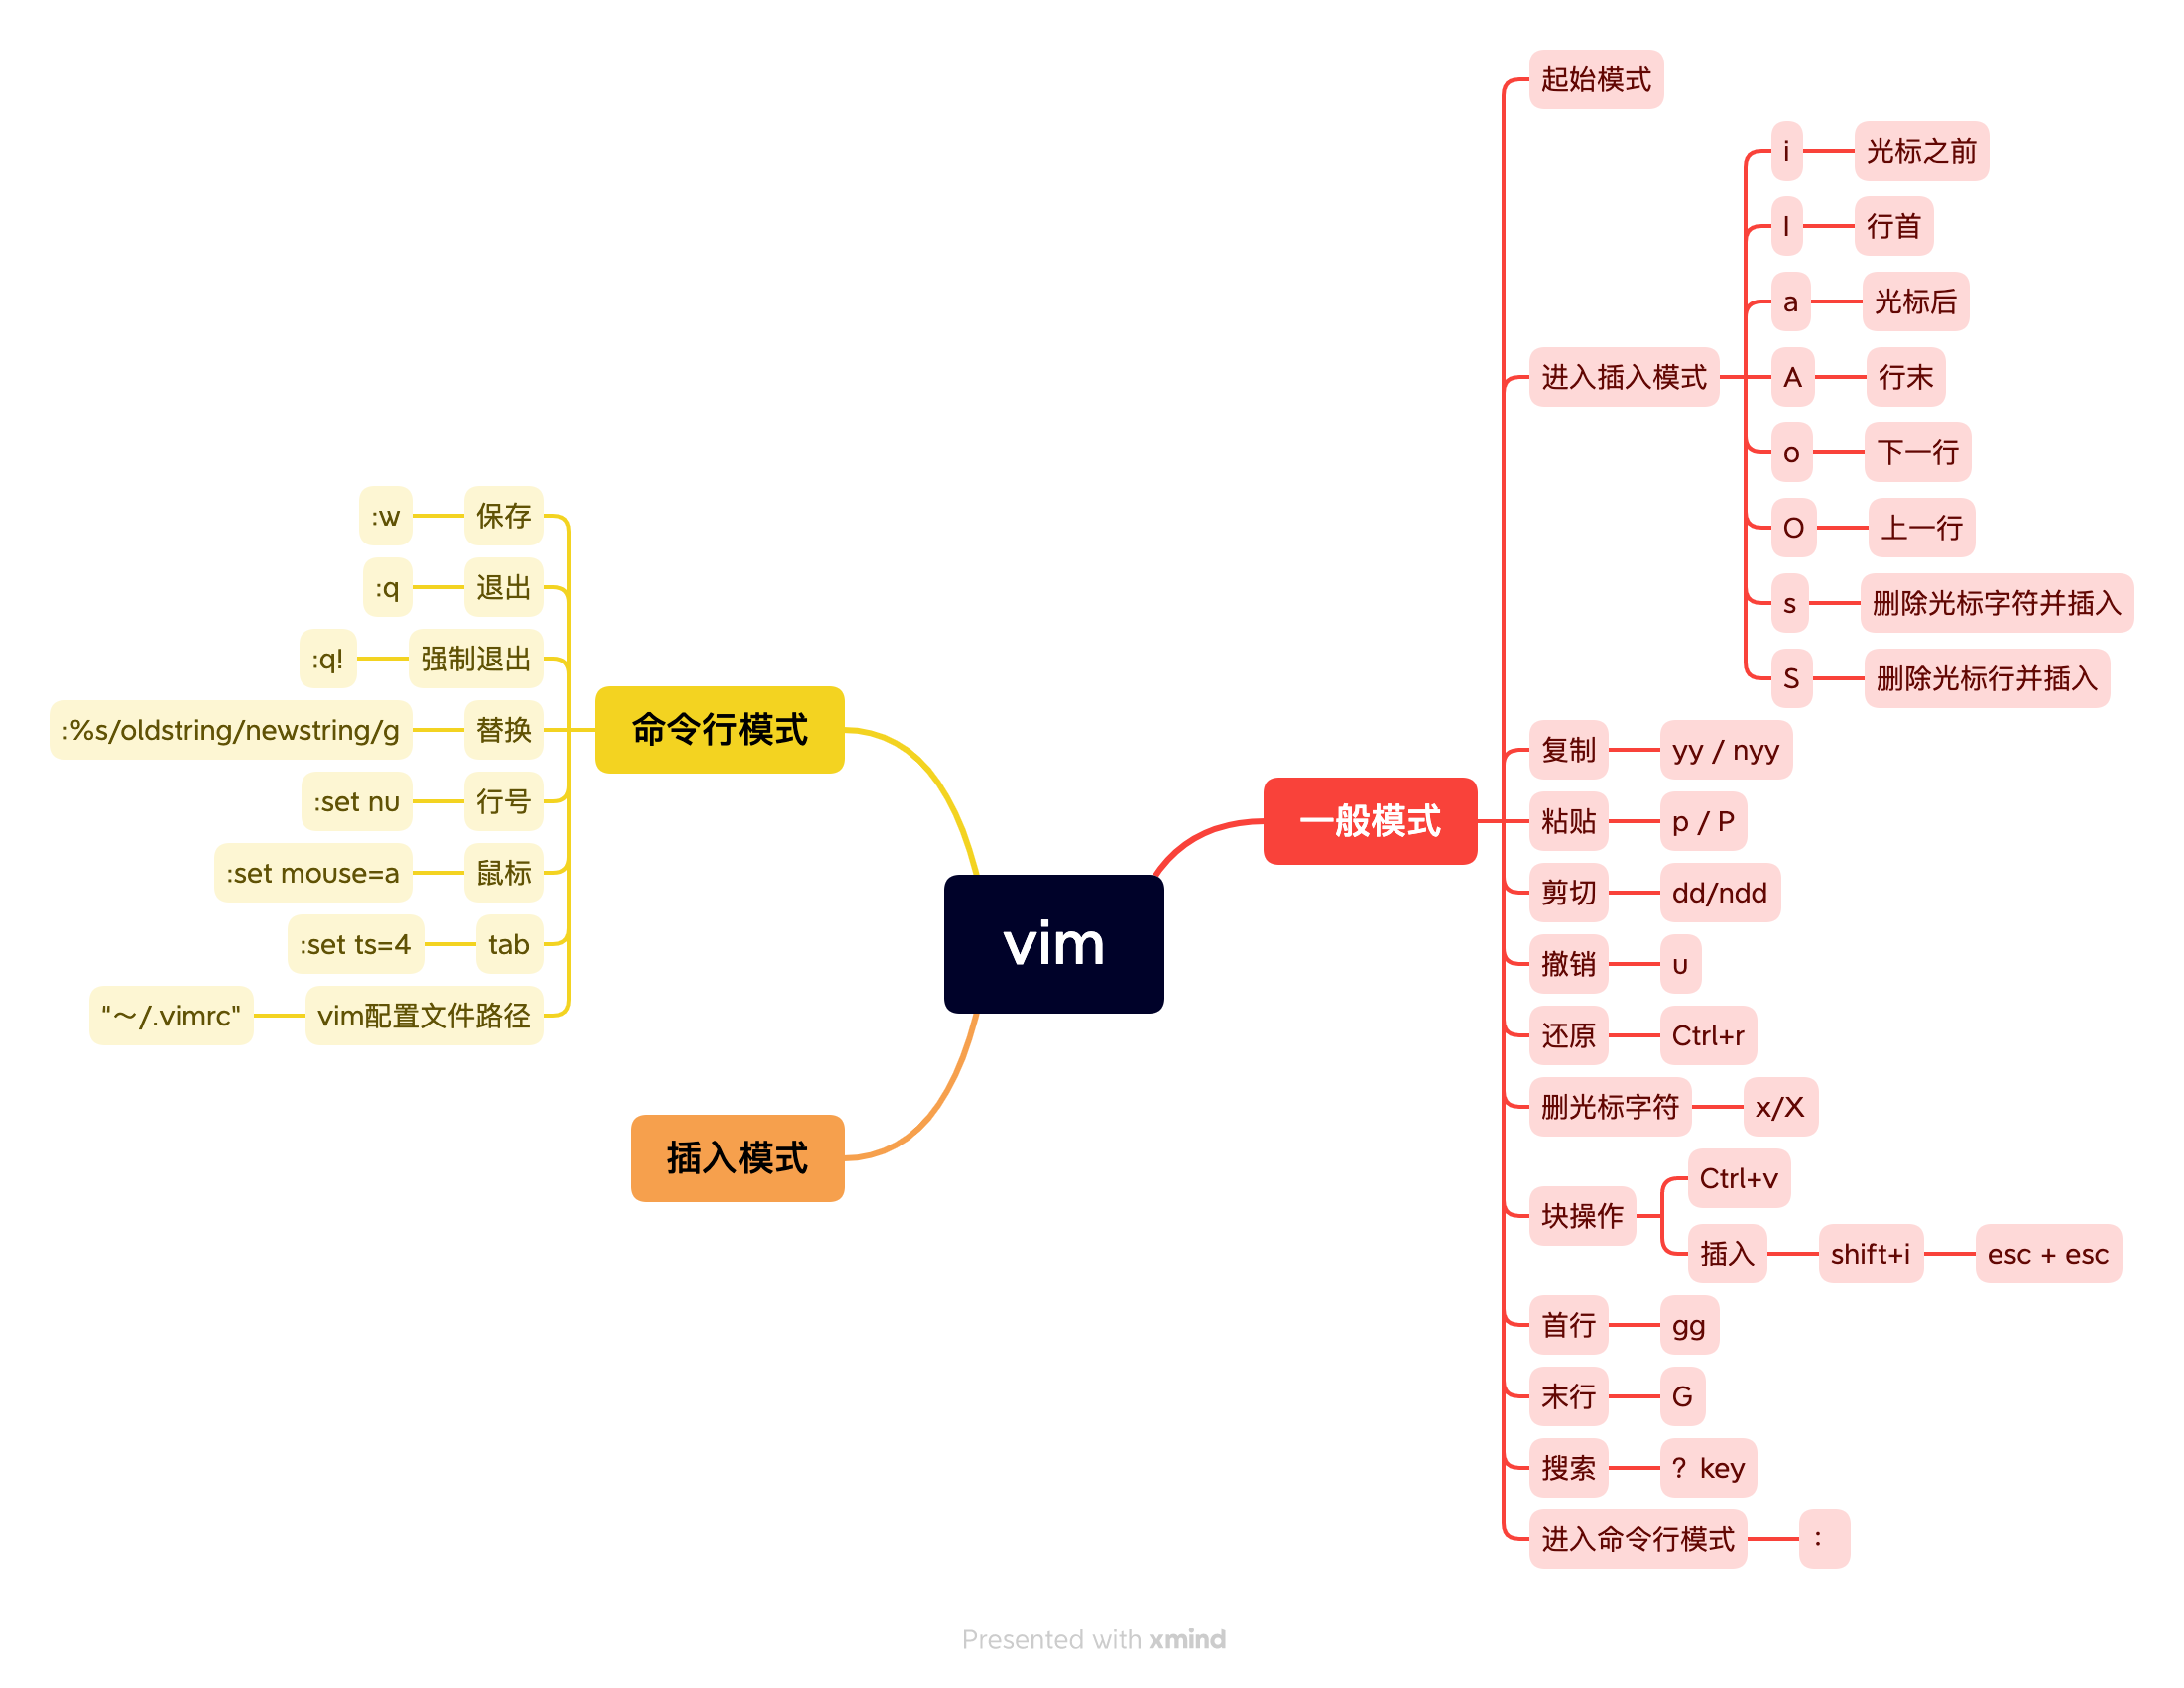 vim
一般模式
起始模式
进入插入模式
i 光标之前
I 行首
a 光标后
A 行末
o 下一行
O 上一行
s 删除光标字符并插入
S 删除光标行并插入
复制 yy / nyy
粘贴 p / P
剪切 dd/ndd
撤销 u
还原 Ctrl+r
删光标字符 x/X
块操作
Ctrl+v
插入 shift+i esc + esc
首行 gg
末行 G
搜索 ？key
进入命令行模式 ：
命令行模式
保存 :w
退出 :q
强制退出 :q!
替换 :%s/oldstring/newstring/g
行号 :set nu
鼠标 :set mouse=a
tab :set ts=4
vim配置文件路径 "～/.vimrc"
插入模式
Presented with xmind